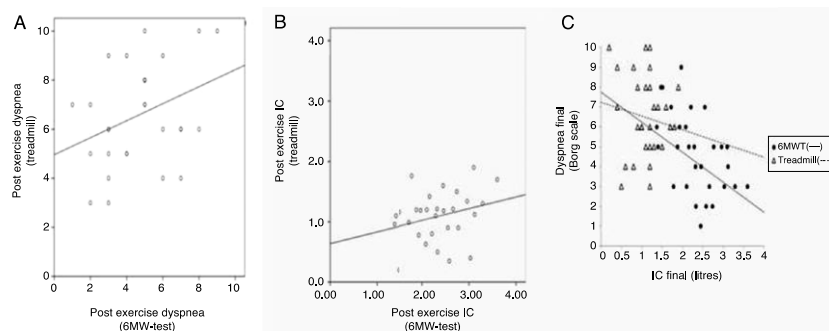 A
10
8
6
4
2
0
0
2
4
6
8
10
Post exercise dyspnea
(treadmill)
Post exercise dyspnea
(6MW-test)
B
4.0
3.0
2.0
1.0
0.0
0.00
1.00
2.00
3.00
4.00
Post exercise IC
(treadmill)
Post exercise IC
(6MW-test)
C
10
9
8
7
6
5
4
3
2
1
0
0
0.5
1
1.5
2
2.5
3
3.5
4
Dyspnea final
(Borg scale)
IC final (litres)
6MWT(—)
Treadmill(---)